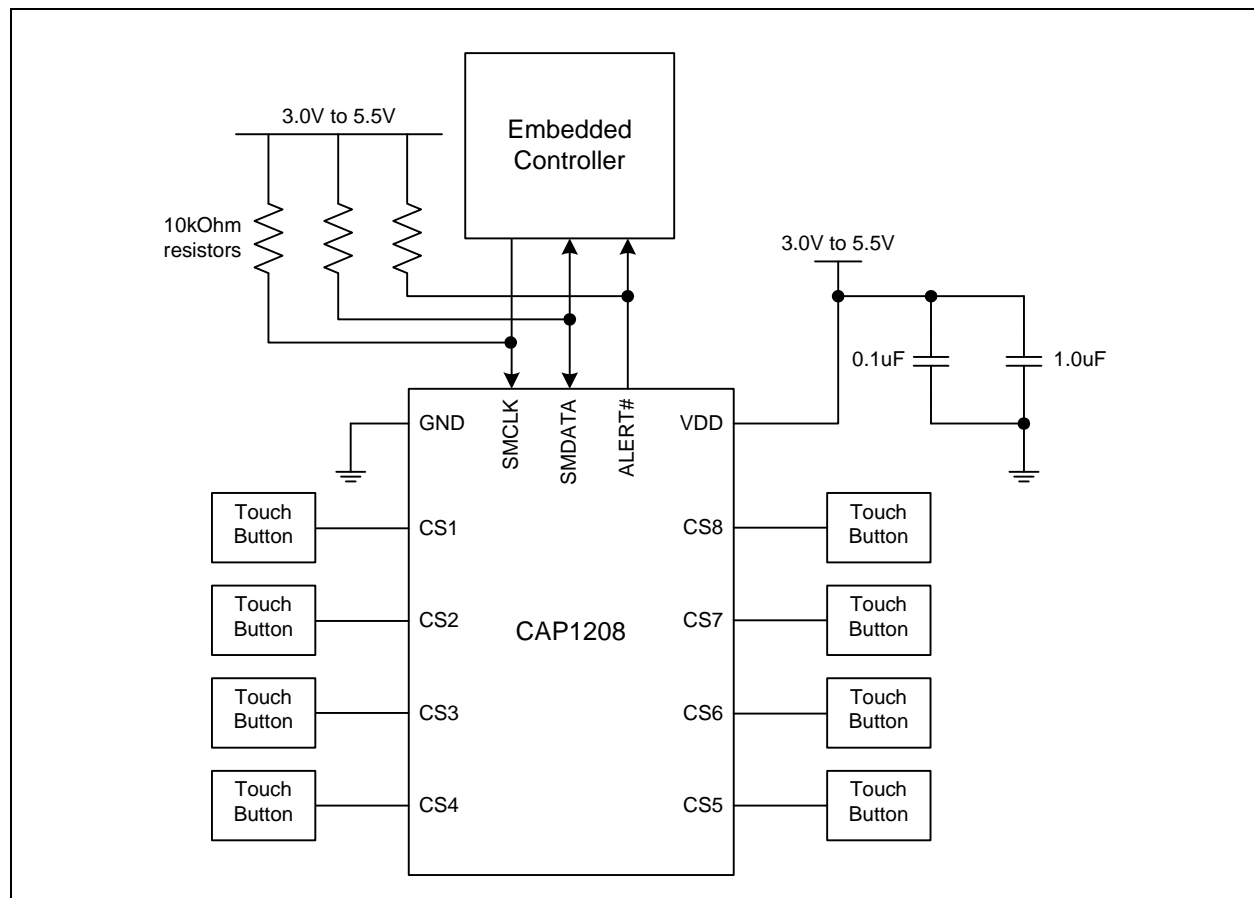 Embedded
Controller
3.0V to 5.5V
10kOhm
resistors
3.0V to 5.5V
0.1uF
1.0uF
GND
SMCLK
SMDATA
ALERT#
VDD
Touch
Button
CS1
CS8
Touch
Button
Touch
Button
CS2
CAP1208
CS7
Touch
Button
Touch
Button
CS3
CS6
Touch
Button
Touch
Button
CS4
CS5
Touch
Button